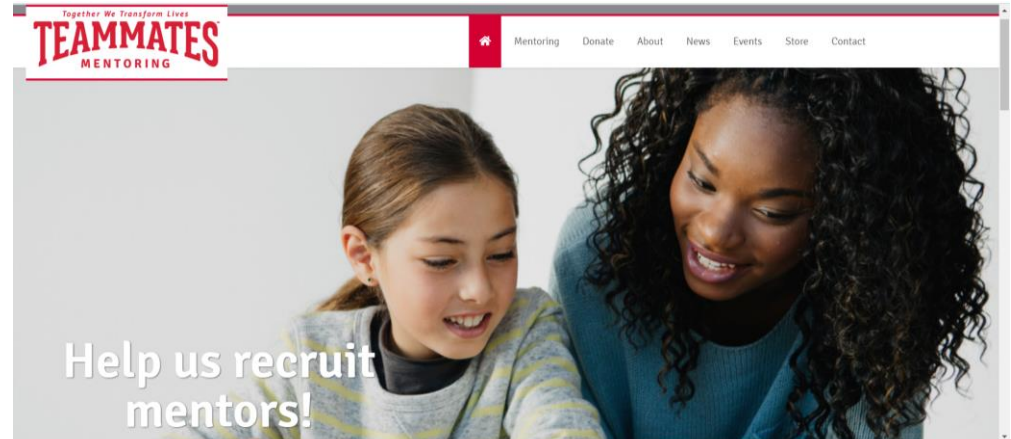 Together We Transform Lives
TEAMMATES
MENTORING
Mentoring Donate About News Events Store Contact
Help us recruit
mentors!